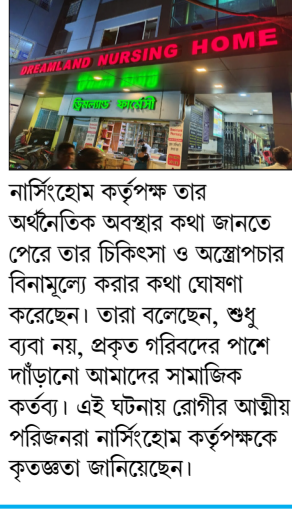 DREAMLAND NURSING HOME
ড্রিমল্যান্ড ফার্মেসী
নার্সিংহোম কর্তৃপক্ষ তার
অর্থনৈতিক অবস্থার কথা জানতে
পেরে তার চিকিৎসা ও অস্ত্রোপচার
বিনামূল্যে করার কথা ঘোষণা
করেছেন। তারা বলেছেন, শুধু
ব্যবা নয়, প্রকৃত গরিবদের পাশে
দাঁড়ানো আমাদের সামাজিক
কর্তব্য। এই ঘটনায় রোগীর আত্মীয়
পরিজনরা নার্সিংহোম কর্তৃপক্ষকে
কৃতজ্ঞতা জানিয়েছেন।